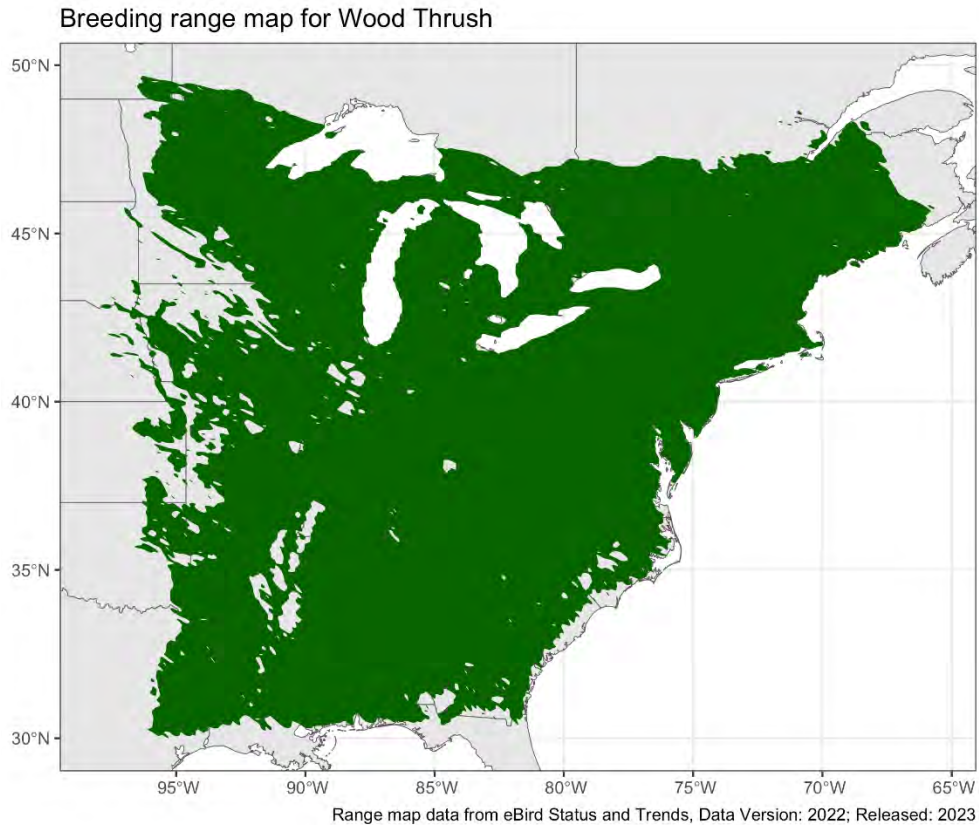 Breeding range map for Wood Thrush
50°N
45°N
40°N
35°N
30°N
95°W
90°W
85°W
80°W
75°W
70°W
65°W
Range map data from eBird Status and Trends, Data Version: 2022; Released: 2023